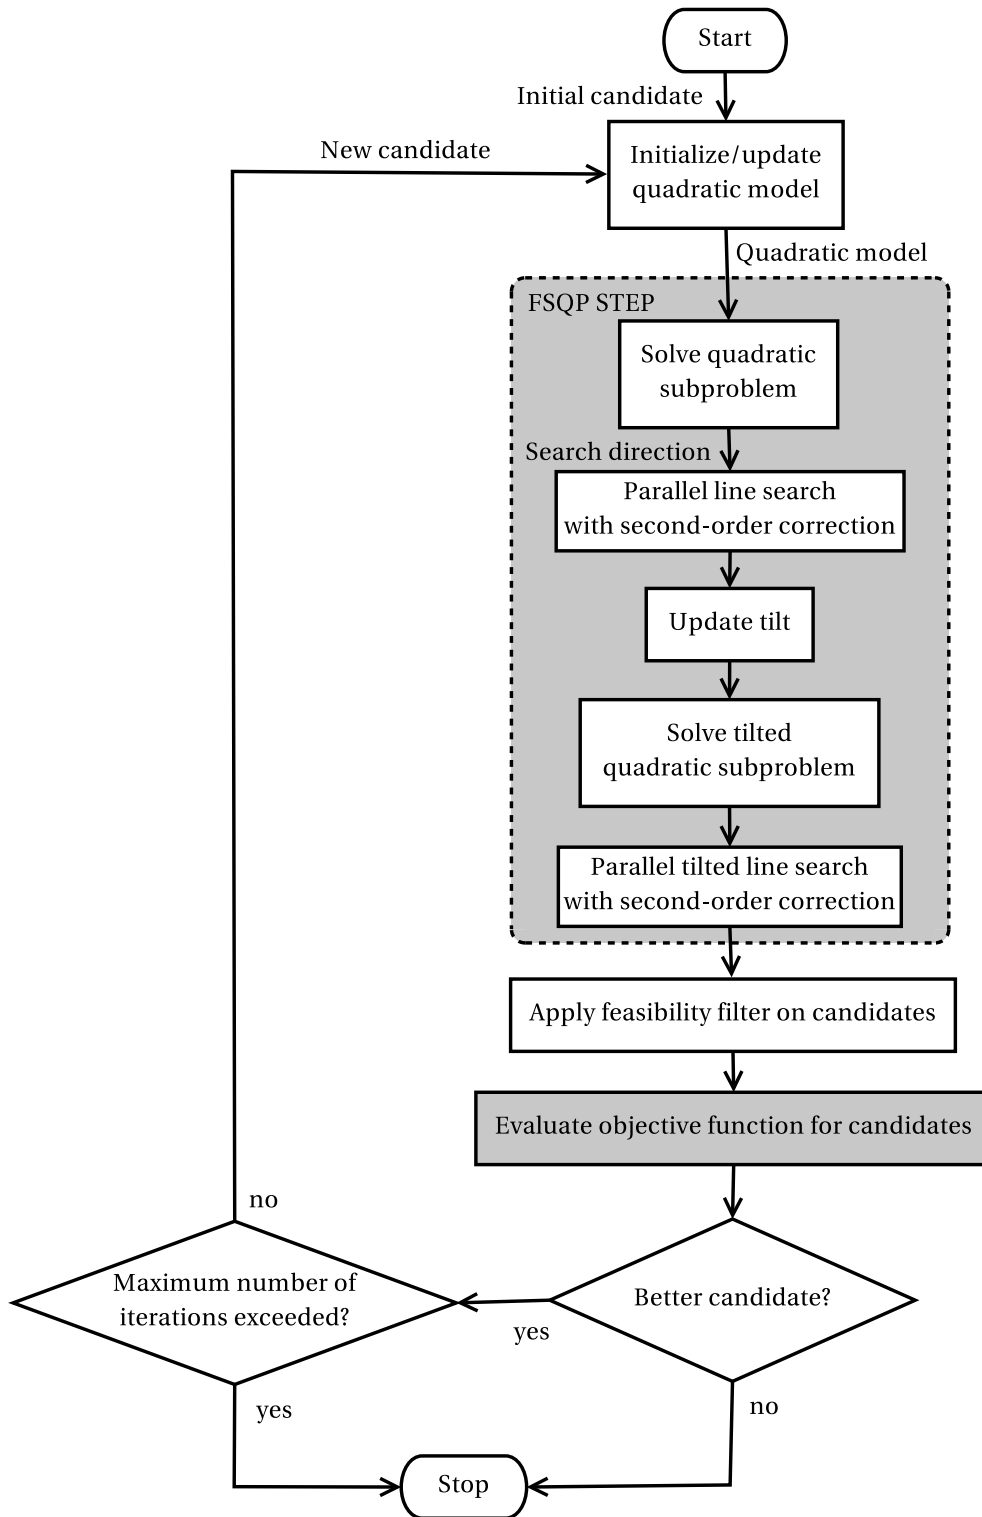 Start
Initial candidate
New candidate
Initialize/update
quadratic model
Quadratic model
FSQP STEP
Solve quadratic
subproblem
Search direction
Parallel line search
with second-order correction
Update tilt
Solve tilted
quadratic subproblem
Parallel tilted line search
with second-order correction
Apply feasibility filter on candidates
Evaluate objective function for candidates
no
Maximum number of
iterations exceeded?
Better candidate?
yes
yes
no
Stop